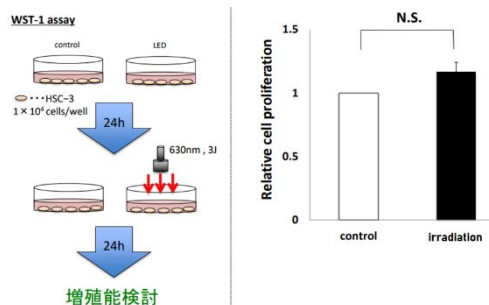 WST-1 assay
control
LED
・・・HSC-3
1×10⁴ cells/well
24h
630nm , 3J
24h
増殖能検討
N.S.
Relative cell proliferation
1.5
1
0.5
0
control
irradiation